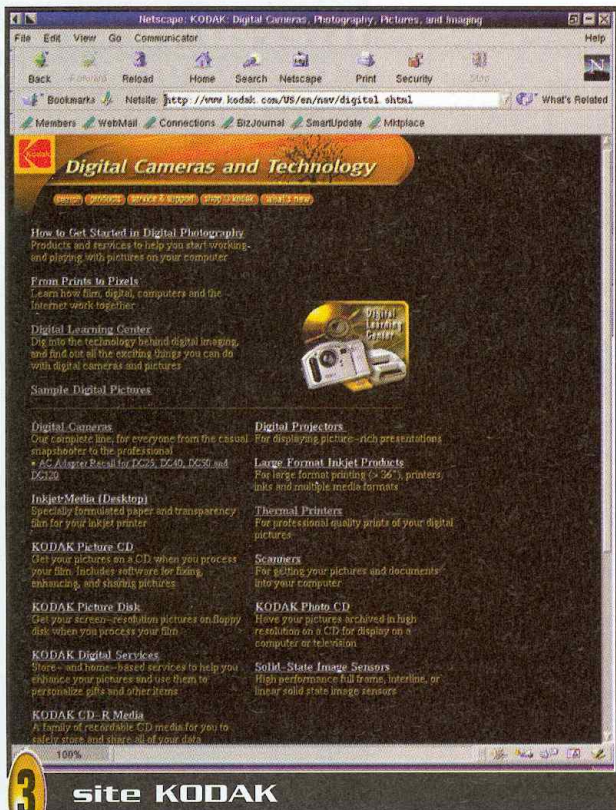 Netscape: KODAK: Digital Cameras, Photography, Pictures, and Imaging
File Edit View Go Communicator Help
Back Forward Reload Home Search Netscape Print Security Stop
N
Bookmarks Netsite: http://www.kodak.com/US/en/nav/digital.shtml What's Related
Members WebMail Connections BizJournal SmartUpdate Mktplace
Kodak
Digital Cameras and Technology
search products service & support shop @ kodak what's new
How to Get Started in Digital Photography
Products and services to help you start working-
and playing with pictures on your computer
From Prints to Pixels
Learn how film, digital, computers and the
Internet work together
Digital Learning Center
Dig into the technology behind digital imaging,
and find out all the exciting things you can do
with digital cameras and pictures
Digital
Learning
Center
Sample Digital Pictures
Digital Cameras
Our complete line, for everyone from the casual
snapshooter to the professional
• AC Adapter Recall for DC25, DC40, DC50 and
DC120
Inkjet-Media (Desktop)
Specially formulated paper and transparency
film for your inkjet printer
KODAK Picture CD
Get your pictures on a CD when you process
your film. Includes software for fixing,
enhancing, and sharing pictures
KODAK Picture Disk
Get your screen-resolution pictures on floppy
disk when you process your film
KODAK Digital Services
Store- and home-based services to help you
enhance your pictures and use them to
personalize gifts and other items
KODAK CD-R Media
A family of recordable CD media for you to
safely store and share all of your data
Digital Projectors
For displaying picture-rich presentations
Large Format Inkjet Products
For large format printing (> 36"), printers
inks and multiple media formats
Thermal Printers
For professional quality prints of your digital
pictures
Scanners
For getting your pictures and documents
into your computer
KODAK Photo CD
Have your pictures archived in high
resolution on a CD for display on a
computer or television
Solid-State Image Sensors
High performance full frame, interline, or
linear solid state image sensors
100%
3 site KODAK